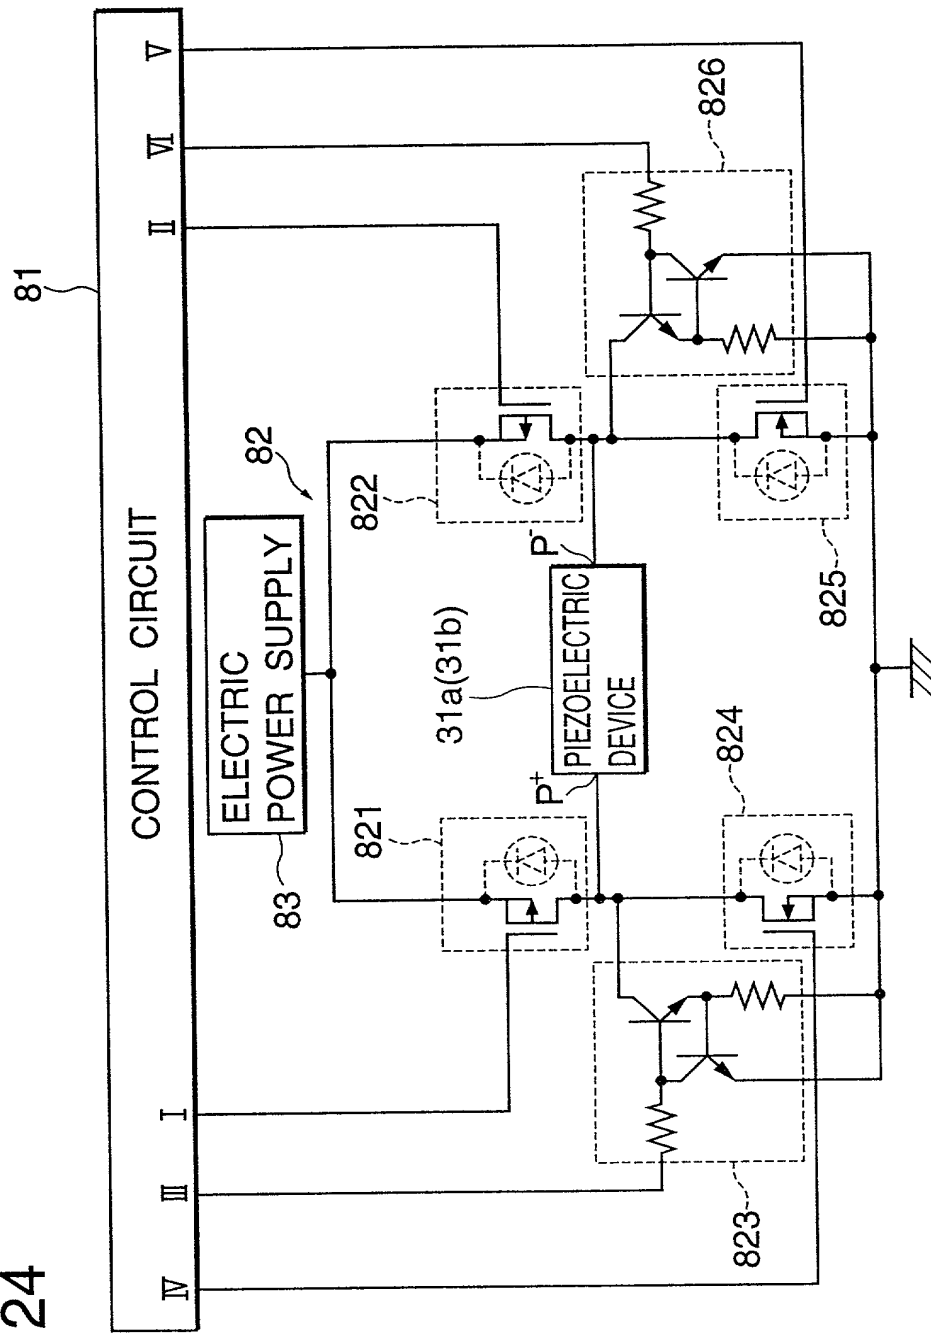 24
81
CONTROL CIRCUIT
Ⅳ
Ⅲ
Ⅰ
Ⅱ
Ⅵ
Ⅴ
83
ELECTRIC
POWER SUPPLY
82
821
822
31a(31b)
P+
P-
PIEZOELECTRIC
DEVICE
826
823
824
825